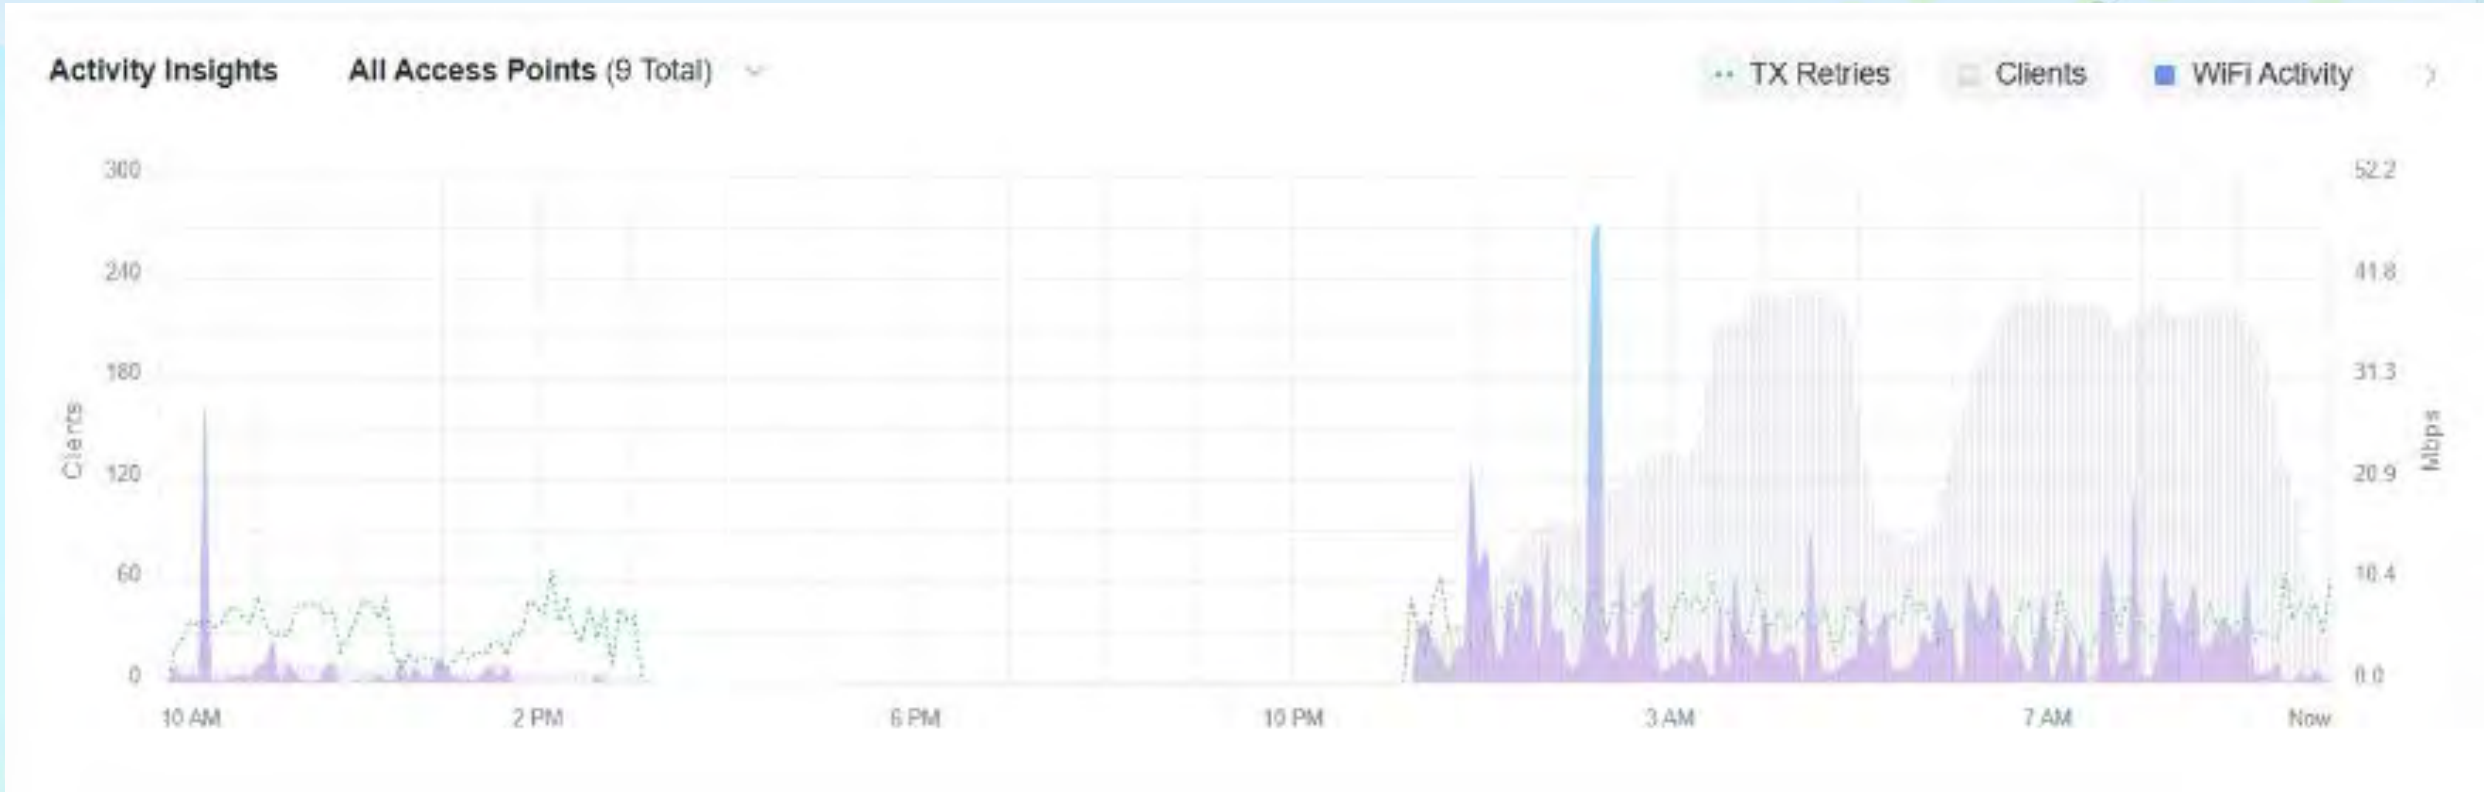 Activity Insights All Access Points (9 Total)
TX Retries Clients WiFi Activity
300 52.2
240 41.8
180 31.3
Clients
Mbps
120 20.9
60 10.4
0 0.0
10 AM 2 PM 6 PM 10 PM 3 AM 7 AM Now